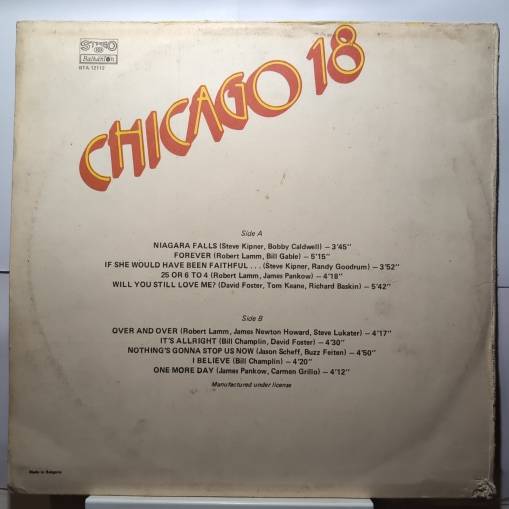 STEREO
Balkanton
BTA 12112
CHICAGO 18
Side A
NIAGARA FALLS (Steve Kipner, Bobby Caldwell) – 3'45"
FOREVER (Robert Lamm, Bill Gable) – 5'15"
IF SHE WOULD HAVE BEEN FAITHFUL . . . (Steve Kipner, Randy Goodrum) – 3'52"
25 OR 6 TO 4 (Robert Lamm, James Pankow) – 4'18"
WILL YOU STILL LOVE ME? (David Foster, Tom Keane, Richard Baskin) – 5'42"
Side B
OVER AND OVER (Robert Lamm, James Newton Howard, Steve Lukater) – 4'17"
IT'S ALLRIGHT (Bill Champlin, David Foster) – 4'30"
NOTHING'S GONNA STOP US NOW (Jason Scheff, Buzz Feiten) – 4'50"
I BELIEVE (Bill Champlin) – 4'20"
ONE MORE DAY (James Pankow, Carmen Grillo) – 4'12"
Manufactured under license
Made in Bulgaria